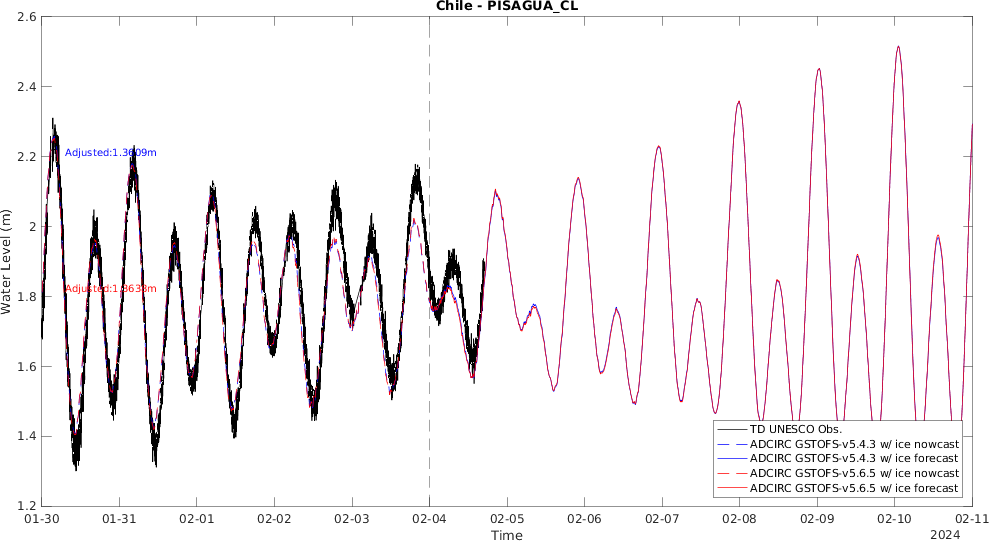 Chile - PISAGUA_CL
2.6
2.4
2.2
2
1.8
1.6
1.4
1.2
Water Level (m)
Adjusted:1.3609m
Adjusted:1.3633m
01-30
01-31
02-01
02-02
02-03
02-04
02-05
02-06
02-07
02-08
02-09
02-10
02-11
Time
2024
TD UNESCO Obs.
ADCIRC GSTOFS-v5.4.3 w/ ice nowcast
ADCIRC GSTOFS-v5.4.3 w/ ice forecast
ADCIRC GSTOFS-v5.6.5 w/ ice nowcast
ADCIRC GSTOFS-v5.6.5 w/ ice forecast